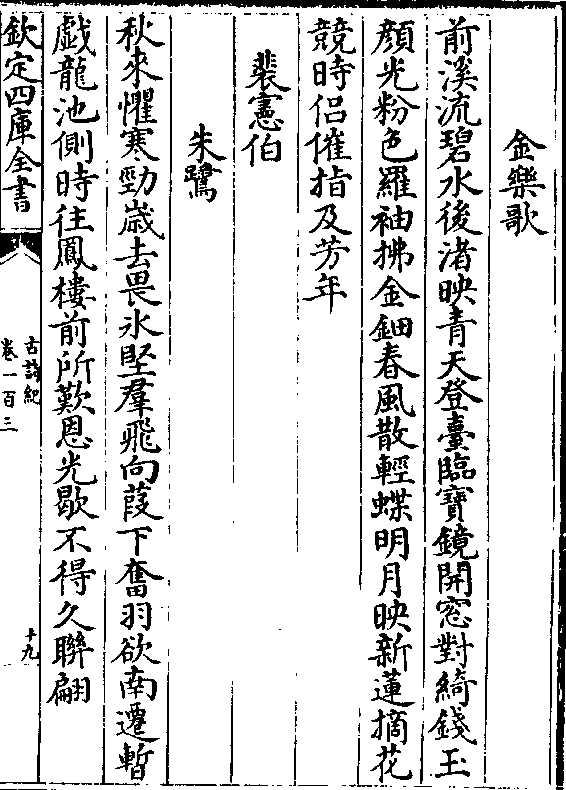 金樂歌
前溪流碧水後渚映青天登臺臨寶鏡開窓對綺錢玉
顔光粉色羅袖拂金鈿春風散輕蝶明月映新蓮摘花
競時侣催指及芳年
裴憲伯
朱鷺
秋來懼寒勁歲去畏氷堅羣飛向葭下奮羽欲南遷暫
戯龍池側時往鳳樓前所歎恩光歇不得久聯翩
欽定四庫全書
古詩紀
卷一百三
十九